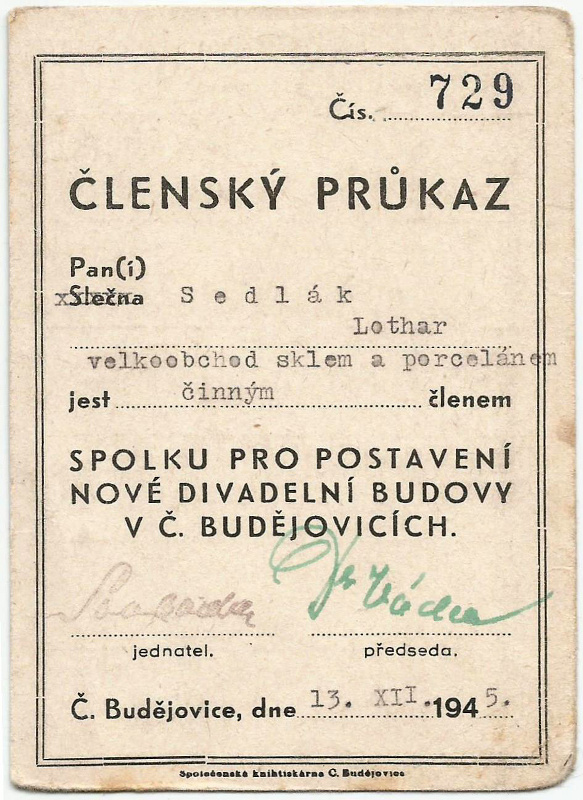 Čís. 729
ČLENSKÝ PRŮKAZ
Pan(í)
Slečna Sedlák
Lothar
velkoobchod sklem a porcelánem
jest činným členem
SPOLKU PRO POSTAVENÍ
NOVÉ DIVADELNÍ BUDOVY
V Č. BUDĚJOVICÍCH.
jednatel. předseda.
Č. Budějovice, dne 13. XII. 1945.
Společenská knihtiskárna Č. Budějovice